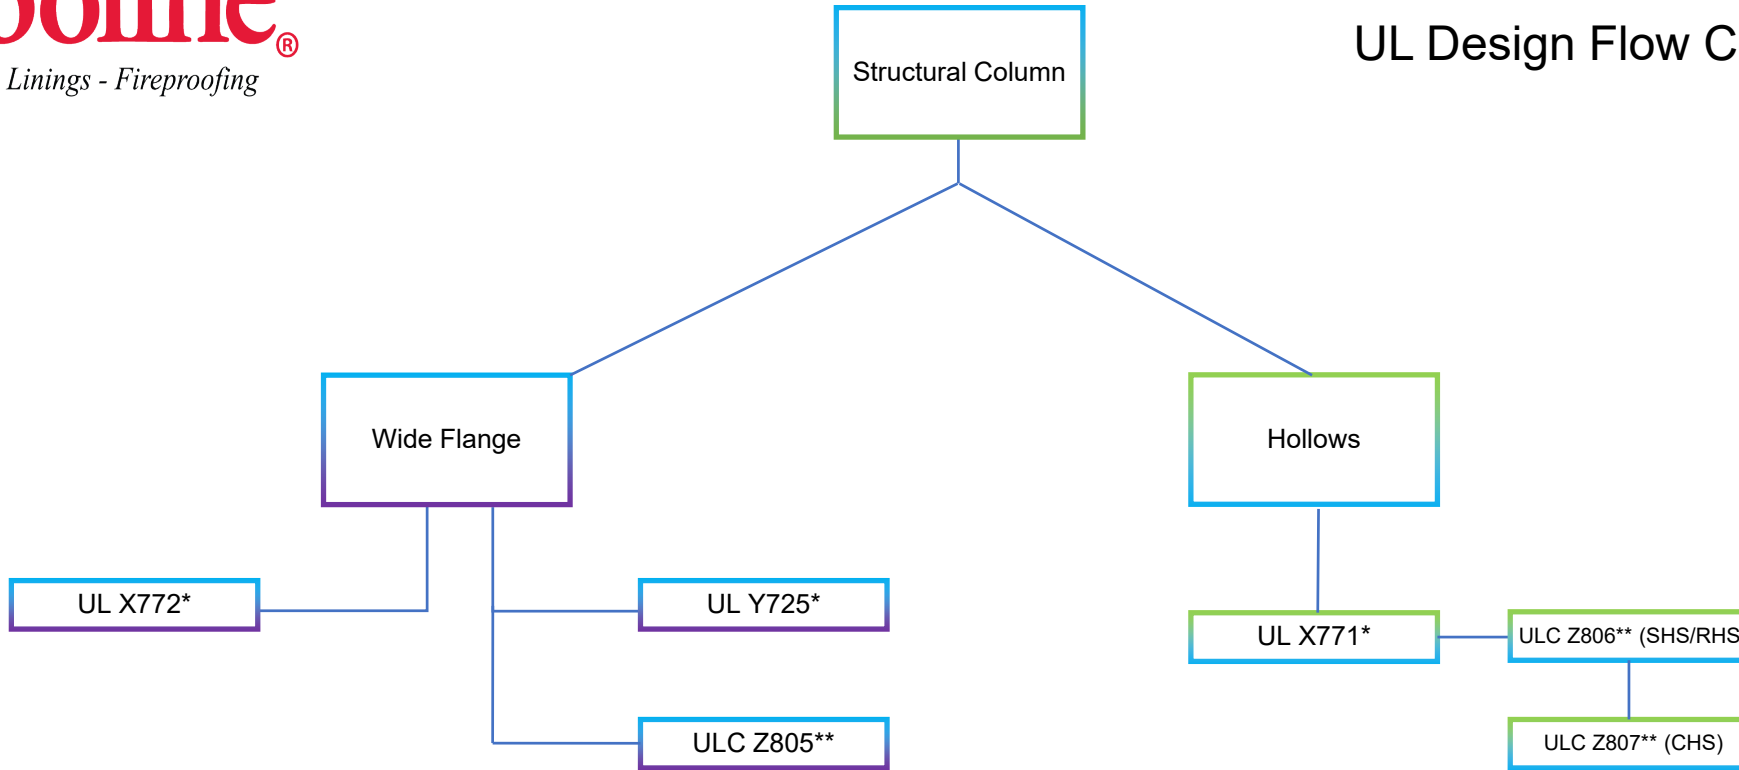 ®
Linings - Fireproofing
UL Design Flow C
Structural Column
Wide Flange
Hollows
UL X772*
UL Y725*
UL X771*
ULC Z806** (SHS/RHS
ULC Z805**
ULC Z807** (CHS)